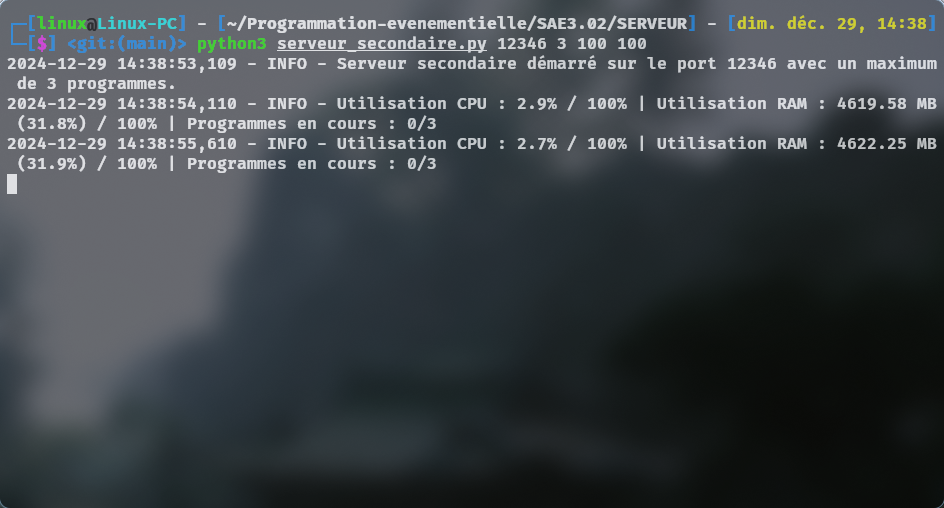 ┌─[linux@Linux-PC] - [~/Programmation-evenementielle/SAE3.02/SERVEUR] - [dim. déc. 29, 14:38]
└─[$] <git:(main)> python3 serveur_secondaire.py 12346 3 100 100
2024-12-29 14:38:53,109 - INFO - Serveur secondaire démarré sur le port 12346 avec un maximum
de 3 programmes.
2024-12-29 14:38:54,110 - INFO - Utilisation CPU : 2.9% / 100% | Utilisation RAM : 4619.58 MB
(31.8%) / 100% | Programmes en cours : 0/3
2024-12-29 14:38:55,610 - INFO - Utilisation CPU : 2.7% / 100% | Utilisation RAM : 4622.25 MB
(31.9%) / 100% | Programmes en cours : 0/3